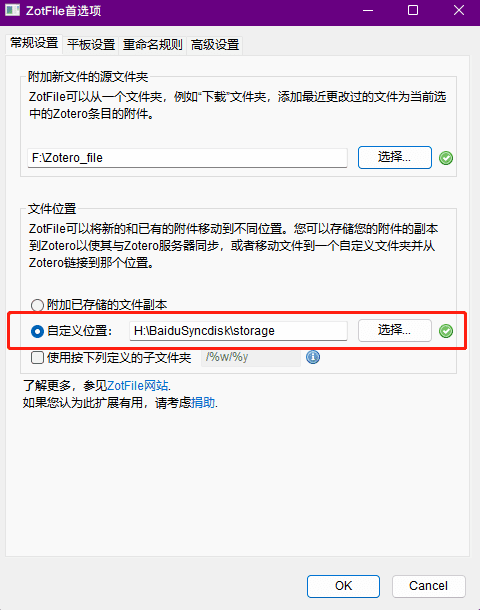 ZotFile首选项
常规设置 平板设置 重命名规则 高级设置
附加新文件的源文件夹
ZotFile可以从一个文件夹，例如“下载”文件夹，添加最近更改过的文件为当前选
中的Zotero条目的附件。
F:\Zotero_file 选择...
文件位置
ZotFile可以将新的和已有的附件移动到不同位置。您可以存储您的附件的副本
到Zotero以使其与Zotero服务器同步，或者移动文件到一个自定义文件夹并从
Zotero链接到那个位置。
附加已存储的文件副本
自定义位置： H:\BaiduSyncdisk\storage 选择...
使用按下列定义的子文件夹 /%w/%y
了解更多，参见ZotFile网站.
如果您认为此扩展有用，请考虑捐助.
OK Cancel